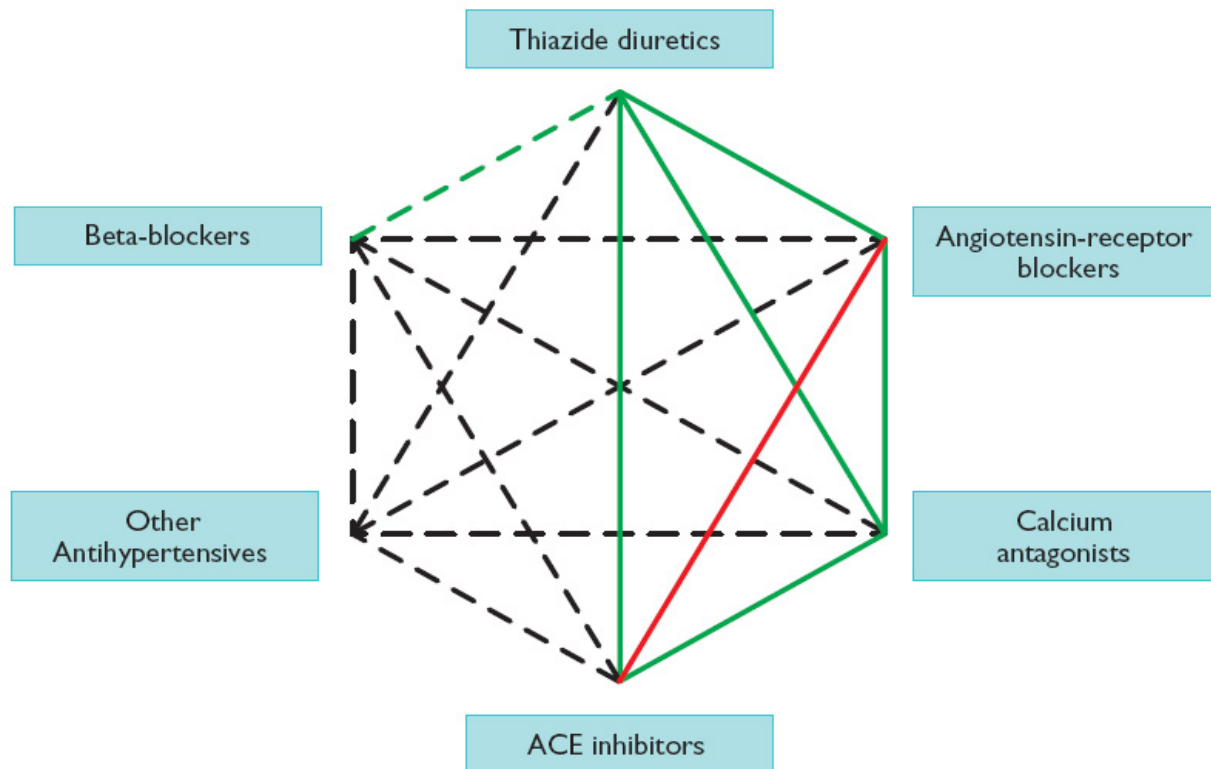 Thiazide diuretics
Beta-blockers
Angiotensin-receptor
blockers
Other
Antihypertensives
Calcium
antagonists
ACE inhibitors